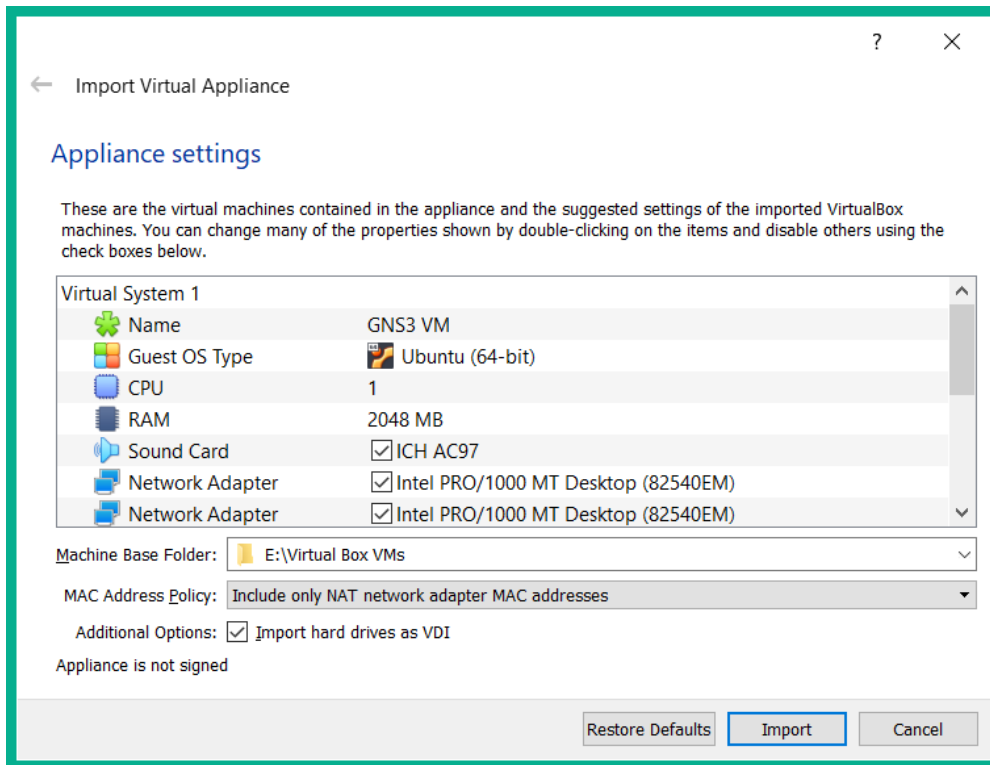 ?
Import Virtual Appliance
Appliance settings
These are the virtual machines contained in the appliance and the suggested settings of the imported VirtualBox
machines. You can change many of the properties shown by double-clicking on the items and disable others using the
check boxes below.
Virtual System 1
Name GNS3 VM
Guest OS Type Ubuntu (64-bit)
CPU 1
RAM 2048 MB
Sound Card ICH AC97
Network Adapter Intel PRO/1000 MT Desktop (82540EM)
Network Adapter Intel PRO/1000 MT Desktop (82540EM)
Machine Base Folder: E:\Virtual Box VMs
MAC Address Policy: Include only NAT network adapter MAC addresses
Additional Options: Import hard drives as VDI
Appliance is not signed
Restore Defaults Import Cancel